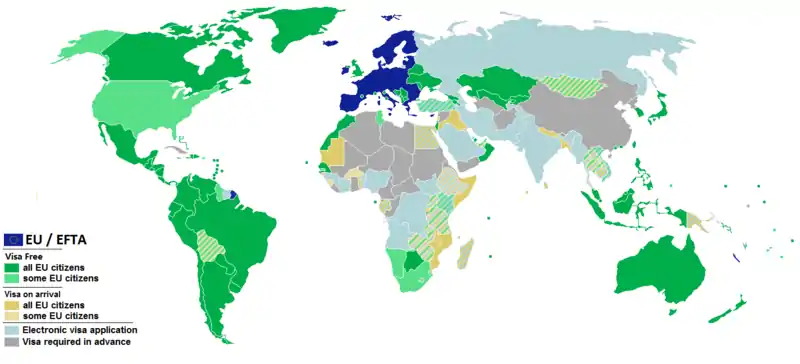 EU / EFTA
Visa Free
all EU citizens
some EU citizens
Visa on arrival
all EU citizens
some EU citizens
Electronic visa application
Visa required in advance